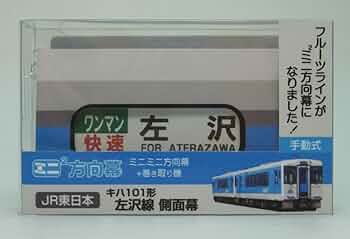 フルーツラインが
"ミニ方向幕に
なりました!
手動式
ワンマン
快速
左沢
FOR ATERAZAWA
ミニ2方向幕
ミニミニ方向幕
+巻き取り機
JR東日本
キハ101形
左沢線 側面幕